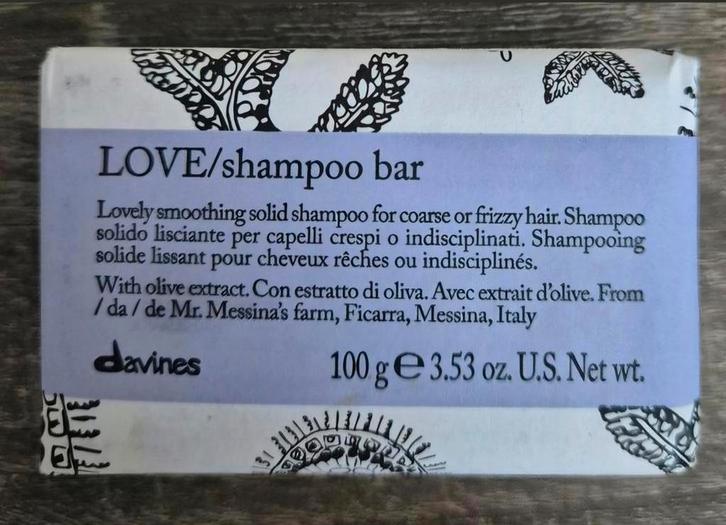 LOVE/shampoo bar
Lovely smoothing solid shampoo for coarse or frizzy hair. Shampoo
solido lisciante per capelli crespi o indisciplinati. Shampooing
solide lissant pour cheveux rêches ou indisciplinés.
With olive extract. Con estratto di oliva. Avec extrait d'olive. From
/ da / de Mr. Messina's farm, Ficarra, Messina, Italy
davines 100 g ℮ 3.53 oz. U.S. Net wt.